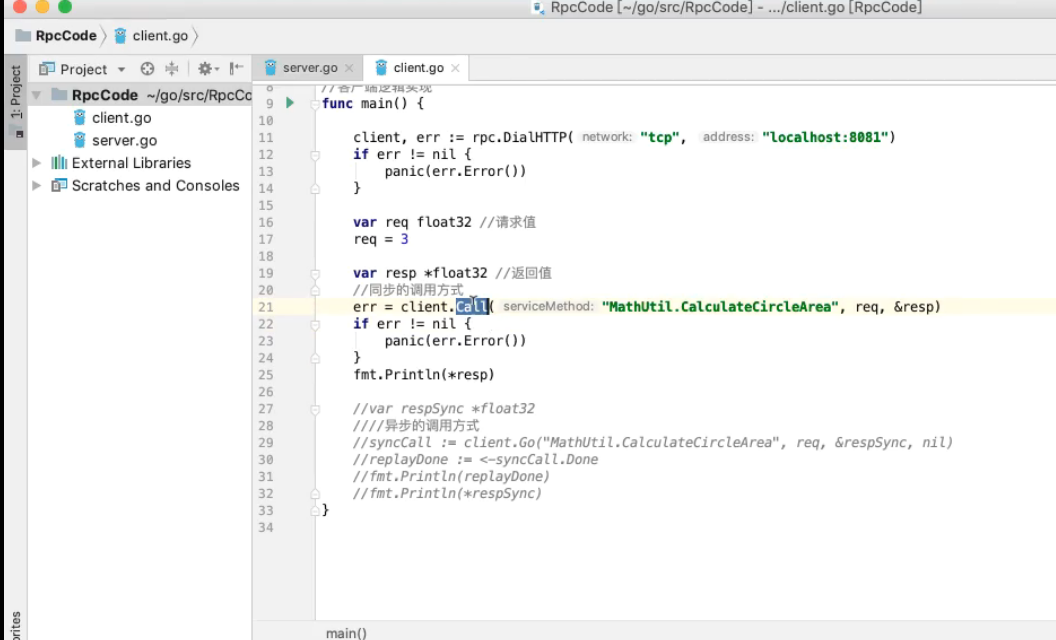 RpcCode [~/go/src/RpcCode] - .../client.go [RpcCode]
RpcCode client.go
Project server.go client.go
1: Project
RpcCode ~/go/src/RpcCo
client.go
server.go
External Libraries
Scratches and Consoles
8 //客户端逻辑实现
9 func main() {
10
11 client, err := rpc.DialHTTP( network: "tcp", address: "localhost:8081")
12 if err != nil {
13 panic(err.Error())
14 }
15
16 var req float32 //请求值
17 req = 3
18
19 var resp *float32 //返回值
20 //同步的调用方式
21 err = client.Call( serviceMethod: "MathUtil.CalculateCircleArea", req, &resp)
22 if err != nil {
23 panic(err.Error())
24 }
25 fmt.Println(*resp)
26
27 //var respSync *float32
28 ////异步的调用方式
29 //syncCall := client.Go("MathUtil.CalculateCircleArea", req, &respSync, nil)
30 //replayDone := <-syncCall.Done
31 //fmt.Println(replayDone)
32 //fmt.Println(*respSync)
33 }
34
main()